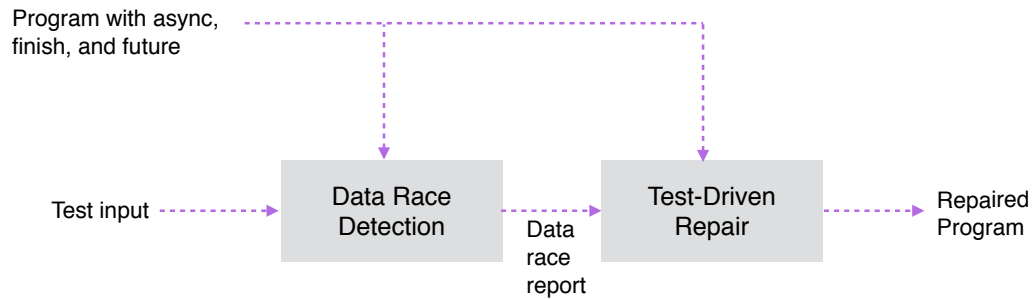 Program with async,
finish, and future
Test input
Data Race
Detection
Data
race
report
Test-Driven
Repair
Repaired
Program